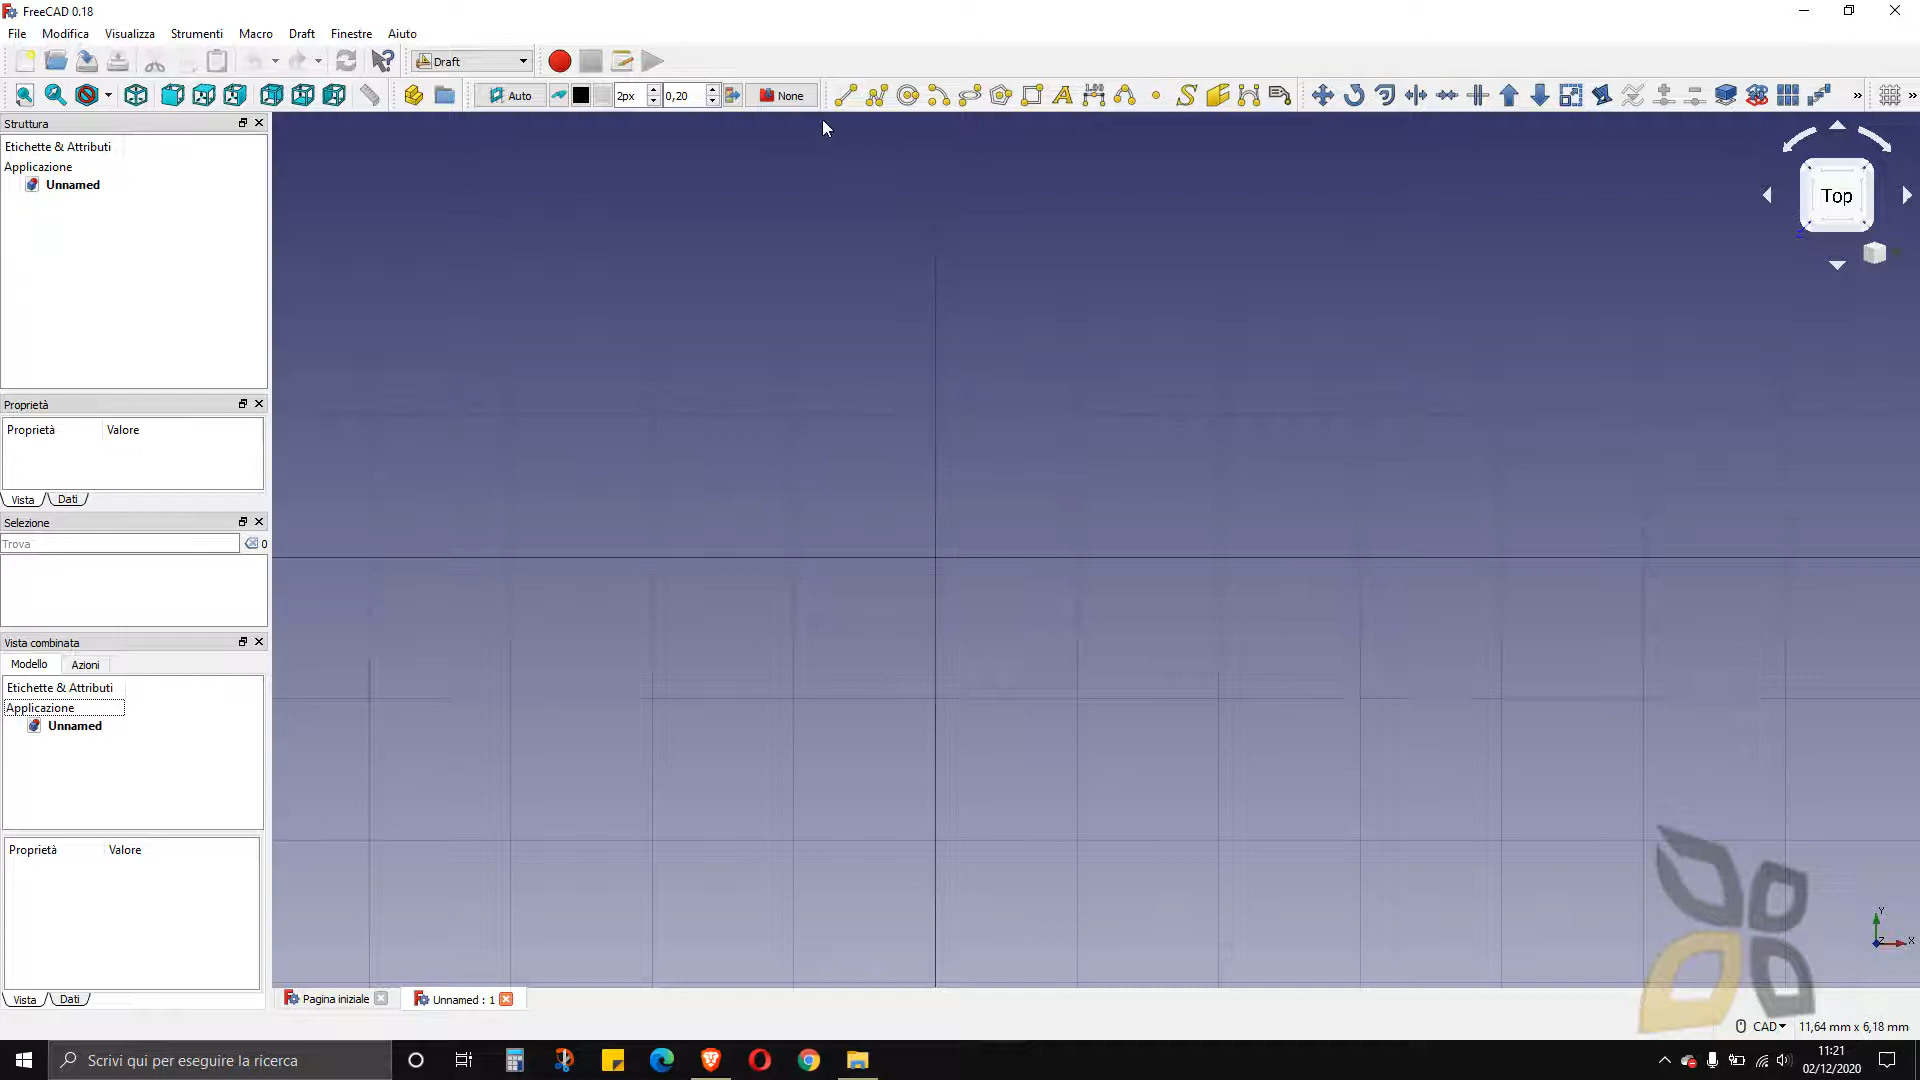 FreeCAD 0.18
File Modifica Visualizza Strumenti Macro Draft Finestre Aiuto
Draft
Auto 2px 0,20 None
Struttura
Etichette & Attributi
Applicazione
Unnamed
Top
Z
Proprietà
Proprietà Valore
Vista Dati
Selezione
Trova 0
Vista combinata
Modello Azioni
Etichette & Attributi
Applicazione
Unnamed
Proprietà Valore
Vista Dati
Pagina iniziale Unnamed : 1
Y
Z X
CAD 11,64 mm x 6,18 mm
Scrivi qui per eseguire la ricerca
11:21
02/12/2020